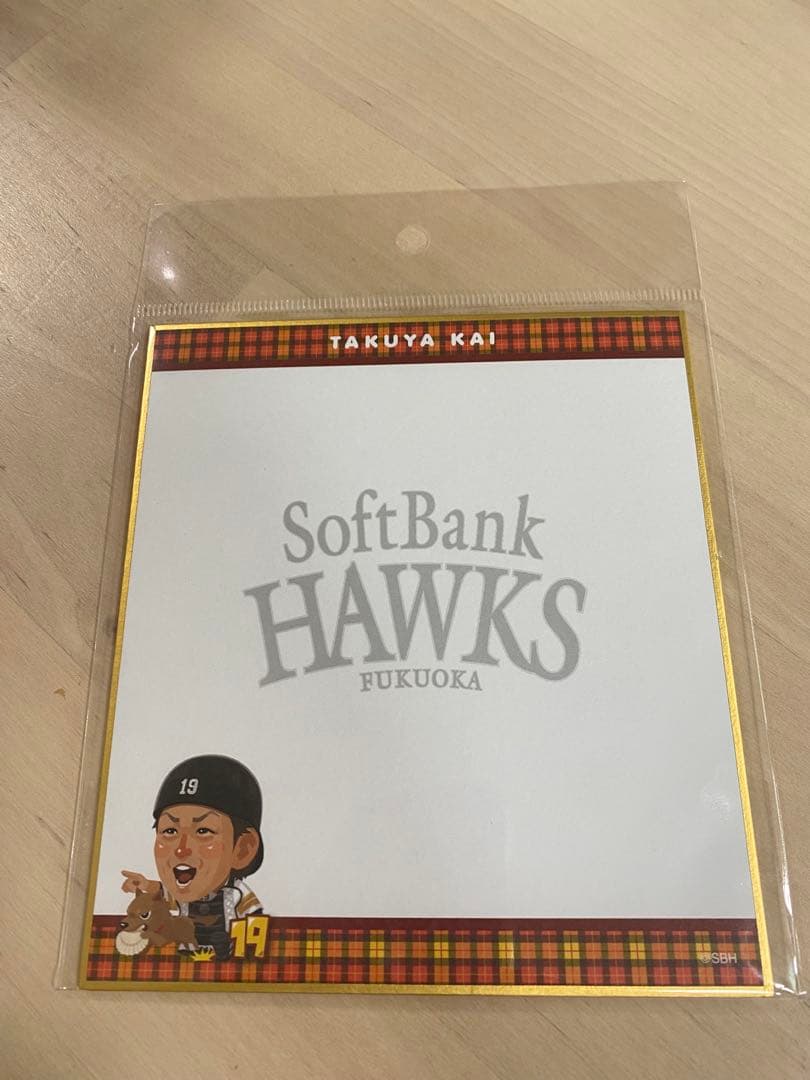 TAKUYA KAI
SoftBank
HAWKS
FUKUOKA
19
19
©SBH